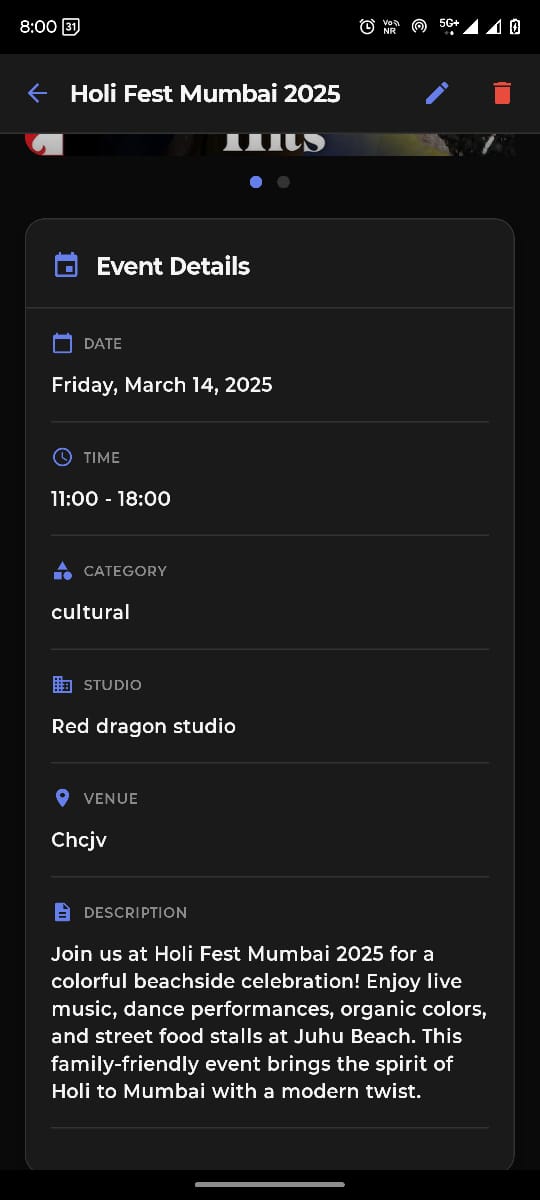 8:00 31 Vo) NR 5G+
Holi Fest Mumbai 2025
Hits
Event Details
DATE
Friday, March 14, 2025
TIME
11:00 - 18:00
CATEGORY
cultural
STUDIO
Red dragon studio
VENUE
Chcjv
DESCRIPTION
Join us at Holi Fest Mumbai 2025 for a
colorful beachside celebration! Enjoy live
music, dance performances, organic colors,
and street food stalls at Juhu Beach. This
family-friendly event brings the spirit of
Holi to Mumbai with a modern twist.